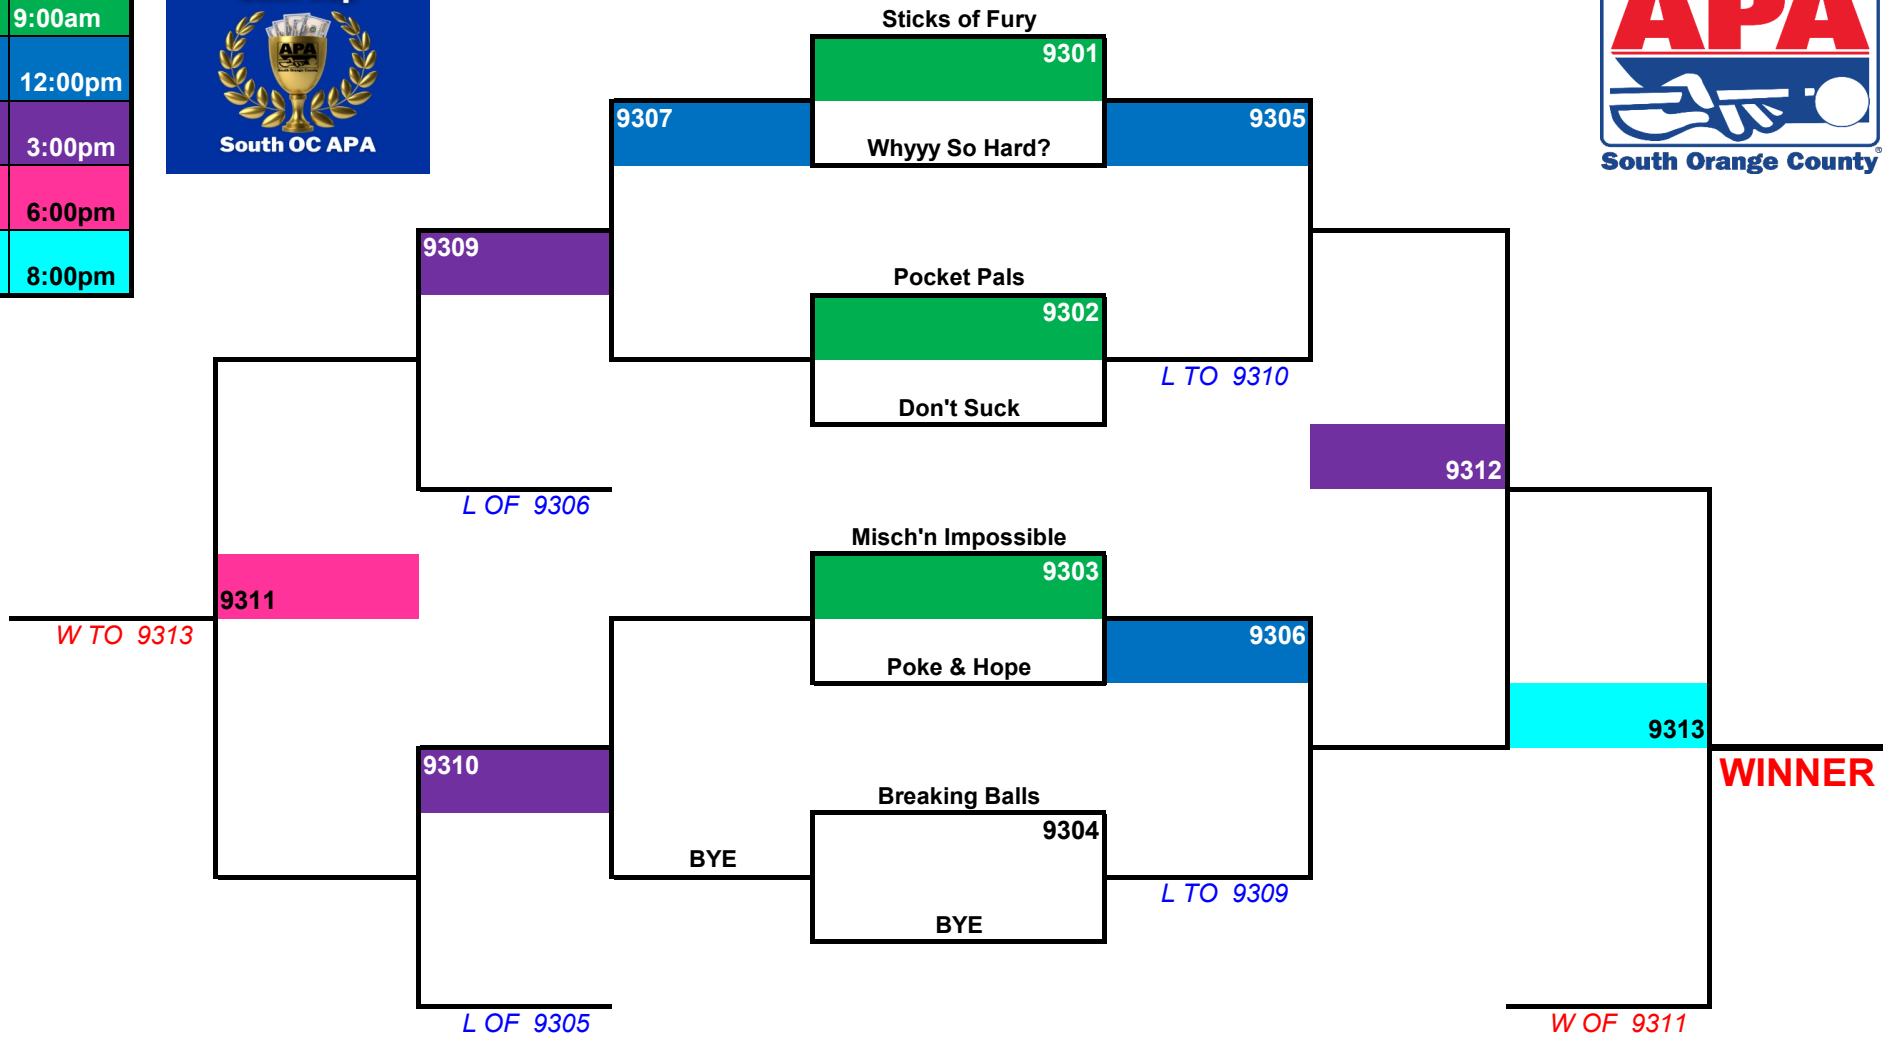 9:00am
12:00pm
3:00pm
6:00pm
8:00pm
APA
South Orange County
South OC APA
APA
South Orange County
®
Sticks of Fury
9301
Whyyy So Hard?
9307
9305
9309
Pocket Pals
9302
L TO 9310
Don't Suck
9312
L OF 9306
Misch'n Impossible
9303
9311
W TO 9313
9306
Poke & Hope
9313
9310
WINNER
Breaking Balls
9304
BYE
L TO 9309
BYE
L OF 9305
W OF 9311